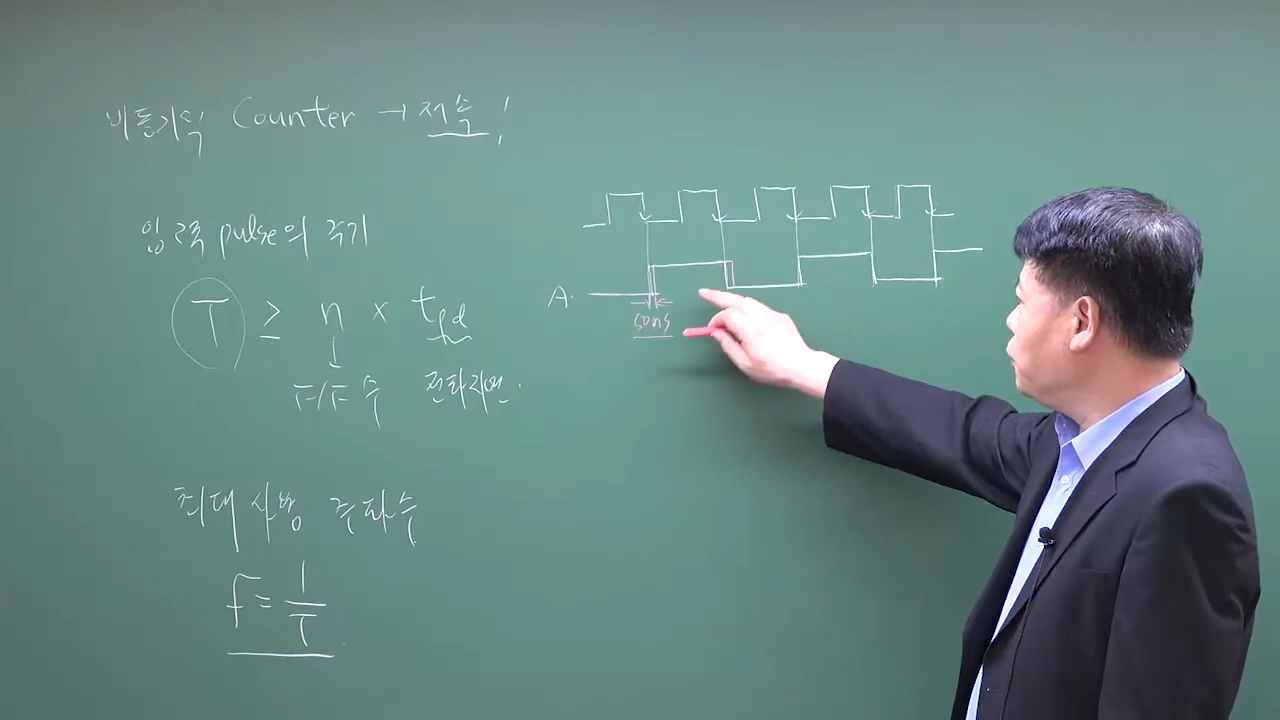 비동기식 Counter → 저속!
입력 pulse의 주기
T ≥ n × tpd
F/F 수 전파지연.
최대 사용 주파수
f = 1/T
A.
50ns